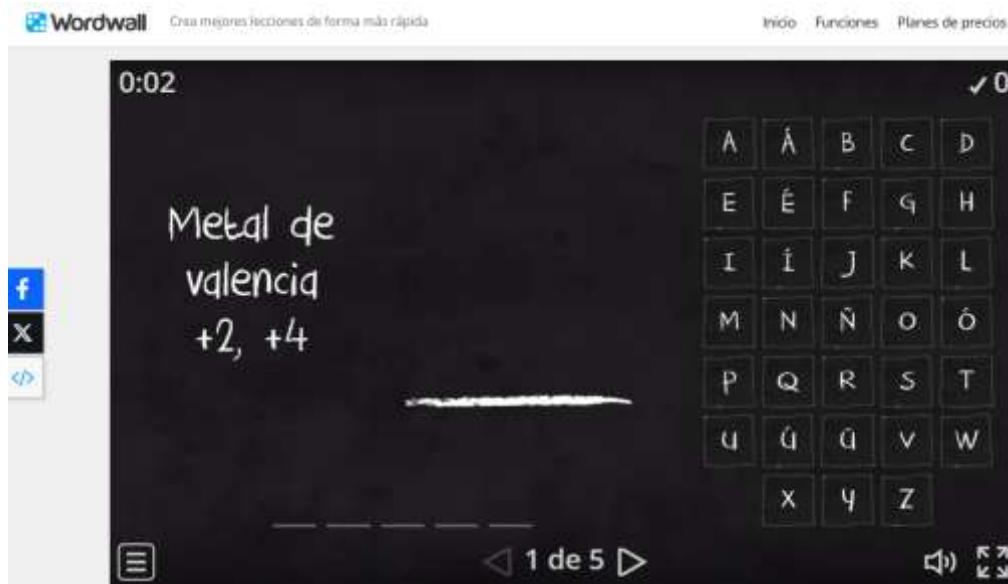 Wordwall Crea mejores lecciones de forma más rápida Inicio Funciones Planes de precios
0:02 ✓ 0
A Á B C D
E É F G H
Metal de
valencia
+2, +4
I Í J K L
M N Ñ O Ó
P Q R S T
U Ú Ü V W
X Y Z
1 de 5